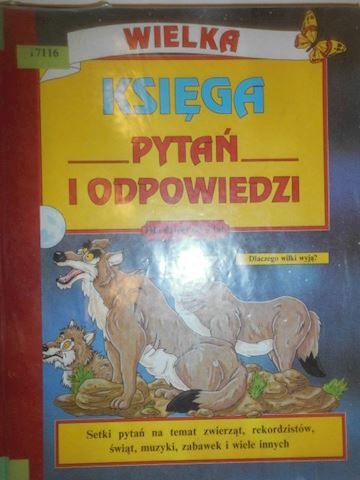 17116
WIELKA
KSIĘGA
PYTAŃ
I ODPOWIEDZI
Dlaczego wilki wyją?
Setki pytań na temat zwierząt, rekordzistów,
świąt, muzyki, zabawek i wiele innych